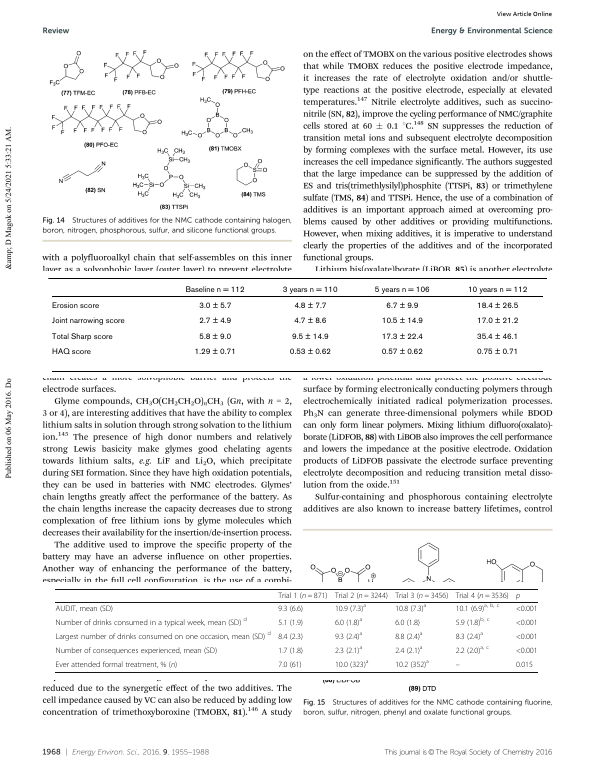 View Article Online
Review
Energy & Environmental Science
(77) TFM-EC
(78) PFB-EC
(79) PFH-EC
(80) PFO-EC
(81) TMOBX
(82) SN
(83) TTSPi
(84) TMS
Fig. 14 Structures of additives for the NMC cathode containing halogen,
boron, nitrogen, phosphorous, sulfur, and silicone functional groups.
with a polyfluoroalkyl chain that self-assembles on this inner
layer as a solvophobic layer (outer layer) to prevent electrolyte
on the effect of TMOBX on the various positive electrodes shows
that while TMOBX reduces the positive electrode impedance,
it increases the rate of electrolyte oxidation and/or shuttle-
type reactions at the positive electrode, especially at elevated
temperatures.147 Nitrile electrolyte additives, such as succino-
nitrile (SN, 82), improve the cycling performance of NMC/graphite
cells stored at 60 ± 0.1 °C.148 SN suppresses the reduction of
transition metal ions and subsequent electrolyte decomposition
by forming complexes with the surface metal. However, its use
increases the cell impedance significantly. The authors suggested
that the large impedance can be suppressed by the addition of
ES and tris(trimethylsilyl)phosphite (TTSPi, 83) or trimethylene
sulfate (TMS, 84) and TTSPi. Hence, the use of a combination of
additives is an important approach aimed at overcoming pro-
blems caused by other additives or providing multifunctions.
However, when mixing additives, it is imperative to understand
clearly the properties of the additives and of the incorporated
functional groups.
Lithium bis(oxalate)borate (LiBOB, 85) is another electrolyte
Baseline n = 112 3 years n = 110 5 years n = 106 10 years n = 112
Erosion score 3.0 ± 5.7 4.8 ± 7.7 6.7 ± 9.9 18.4 ± 26.5
Joint narrowing score 2.7 ± 4.9 4.7 ± 8.6 10.5 ± 14.9 17.0 ± 21.2
Total Sharp score 5.8 ± 9.0 9.5 ± 14.9 17.3 ± 22.4 35.4 ± 46.1
HAQ score 1.29 ± 0.71 0.53 ± 0.62 0.57 ± 0.62 0.75 ± 0.71
chain creates a more solvophobic barrier and protects the
electrode surfaces.
Glyme compounds, CH3O(CH2CH2O)nCH3 (Gn, with n = 2,
3 or 4), are interesting additives that have the ability to complex
lithium salts in solution through strong solvation to the lithium
ion.145 The presence of high donor numbers and relatively
strong Lewis basicity make glymes good chelating agents
towards lithium salts, e.g. LiF and Li2O, which precipitate
during SEI formation. Since they have high oxidation potentials,
they can be used in batteries with NMC electrodes. Glymes'
chain lengths greatly affect the performance of the battery. As
the chain lengths increase the capacity decreases due to strong
complexation of free lithium ions by glyme molecules which
decreases their availability for the insertion/de-insertion process.
The additive used to improve the specific property of the
battery may have an adverse influence on other properties.
Another way of enhancing the performance of the battery,
especially in the full cell configuration, is the use of a combi-
a lower oxidation potential and protect the positive electrode
surface by forming electronically conducting polymers through
electrochemically initiated radical polymerization processes.
Ph3N can generate three-dimensional polymers while BDOD
can only form linear polymers. Mixing lithium difluoro(oxalato)-
borate (LiDFOB, 88) with LiBOB also improves the cell performance
and lowers the impedance at the positive electrode. Oxidation
products of LiDFOB passivate the electrode surface preventing
electrolyte decomposition and reducing transition metal disso-
lution from the oxide.151
Sulfur-containing and phosphorous containing electrolyte
additives are also known to increase battery lifetimes, control
Trial 1 (n=871) Trial 2 (n=3244) Trial 3 (n=3456) Trial 4 (n=3536) p
AUDIT, mean (SD) 9.3 (6.6) 10.9 (7.3)a 10.8 (7.3)a 10.1 (6.9)a, b, c <0.001
Number of drinks consumed in a typical week, mean (SD) d 5.1 (1.9) 6.0 (1.8)a 6.0 (1.8) 5.9 (1.8)b, c <0.001
Largest number of drinks consumed on one occasion, mean (SD) d 8.4 (2.3) 9.3 (2.4)a 8.8 (2.4)a 8.3 (2.4)a <0.001
Number of consequences experienced, mean (SD) 1.7 (1.8) 2.3 (2.1)a 2.4 (2.1)a 2.2 (2.0)a, c <0.001
Ever attended formal treatment, % (n) 7.0 (61) 10.0 (323)a 10.2 (352)a – 0.015
reduced due to the synergetic effect of the two additives. The
cell impedance caused by VC can also be reduced by adding low
concentration of trimethoxyboroxine (TMOBX, 81).146 A study
(89) DTD
Fig. 15 Structures of additives for the NMC cathode containing fluorine,
boron, sulfur, nitrogen, phenyl and oxalate functional groups.
1968 | Energy Environ. Sci., 2016, 9, 1955–1988
This journal is © The Royal Society of Chemistry 2016
Published on 06 May 2016. Do
&amp; D Magak on 5/24/2021 5:33:21 AM.